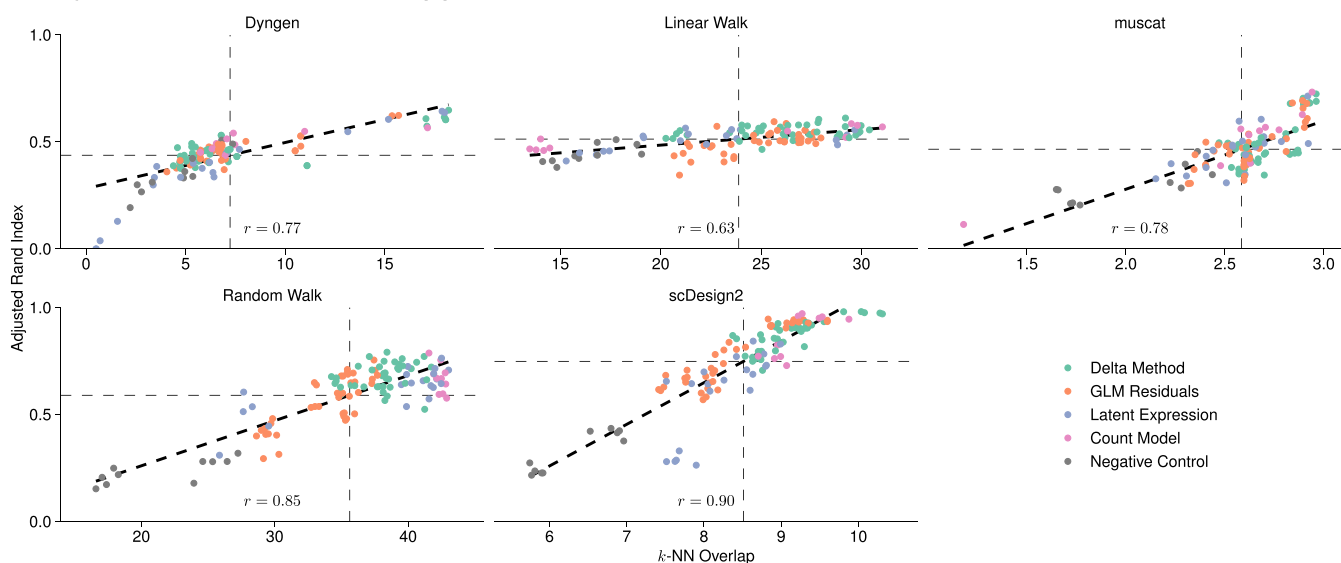 Dyngen
Linear Walk
muscat
1.0
0.5
0.0
r = 0.77
r = 0.63
r = 0.78
0 5 10 15
15 20 25 30
1.5 2.0 2.5 3.0
Adjusted Rand Index
Random Walk
scDesign2
1.0
0.5
0.0
r = 0.85
r = 0.90
20 30 40
6 7 8 9 10
k-NN Overlap
Delta Method
GLM Residuals
Latent Expression
Count Model
Negative Control